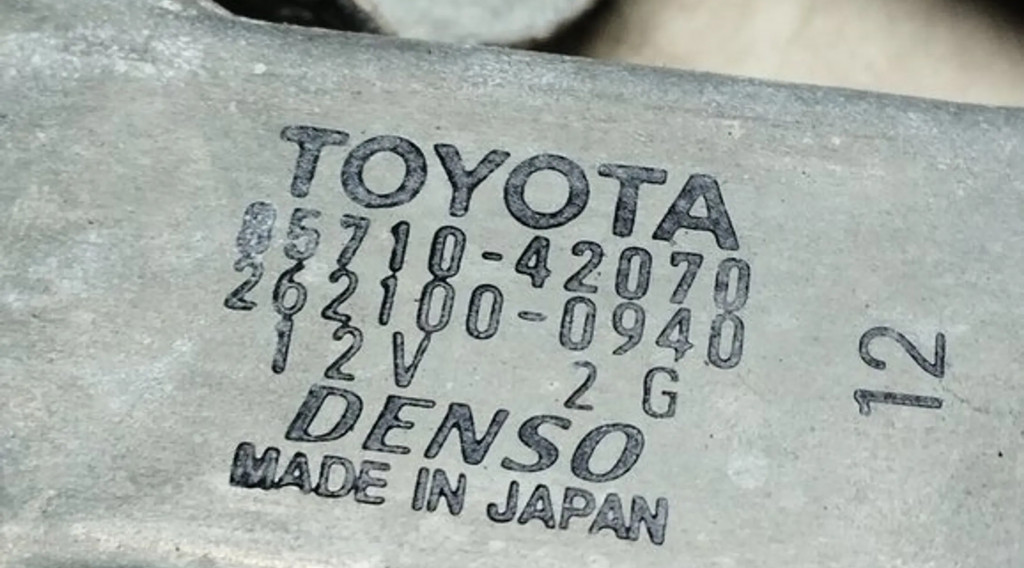 TOYOTA
85710-42070
262100-0940
12V 2G
DENSO
MADE IN JAPAN
12